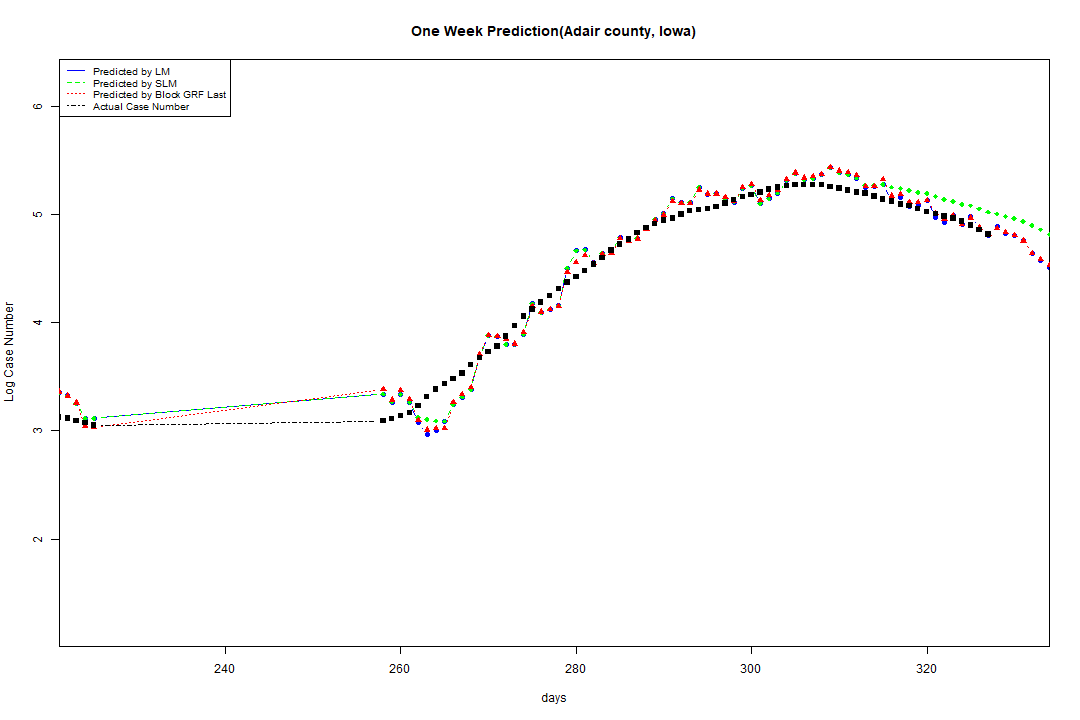 One Week Prediction(Adair county, Iowa)
Predicted by LM
Predicted by SLM
Predicted by Block GRF Last
Actual Case Number
6
5
4
3
2
Log Case Number
240 260 280 300 320
days